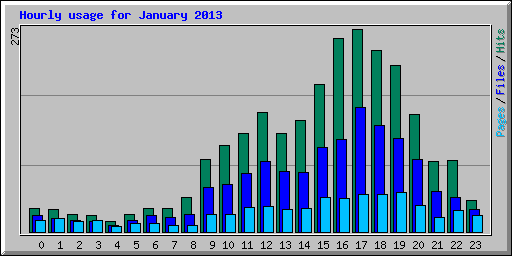 Hourly usage for January 2013
273
Pages / Files / Hits
0 1 2 3 4 5 6 7 8 9 10 11 12 13 14 15 16 17 18 19 20 21 22 23